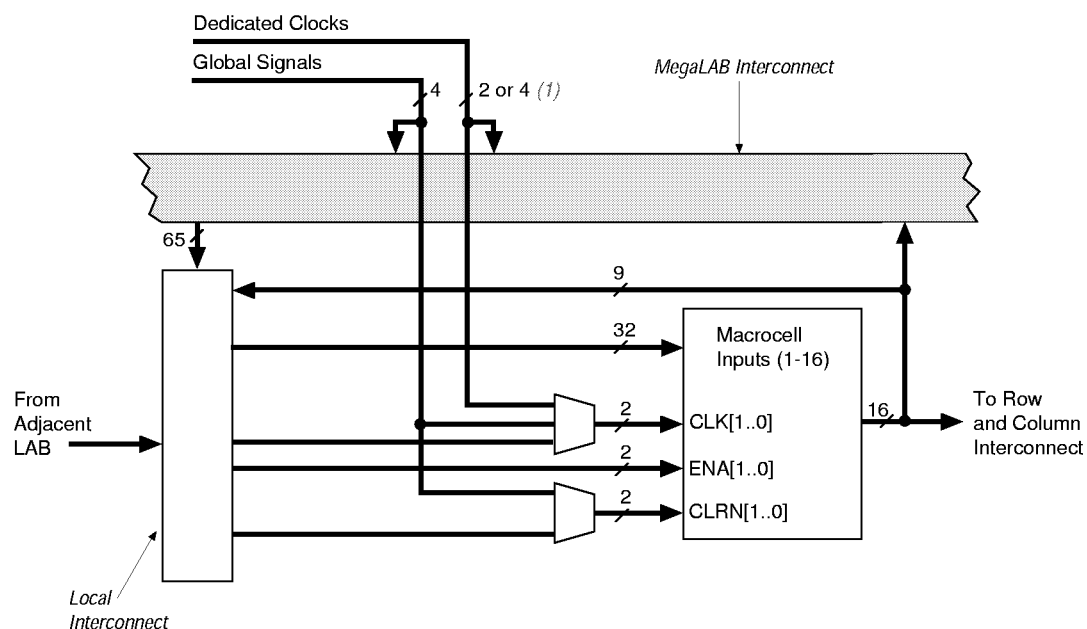 Dedicated Clocks
Global Signals
4
2 or 4 (1)
MegaLAB Interconnect
65
9
32
Macrocell
Inputs (1-16)
From
Adjacent
LAB
2
CLK[1..0]
16
To Row
and Column
Interconnect
2
ENA[1..0]
2
CLRN[1..0]
Local
Interconnect